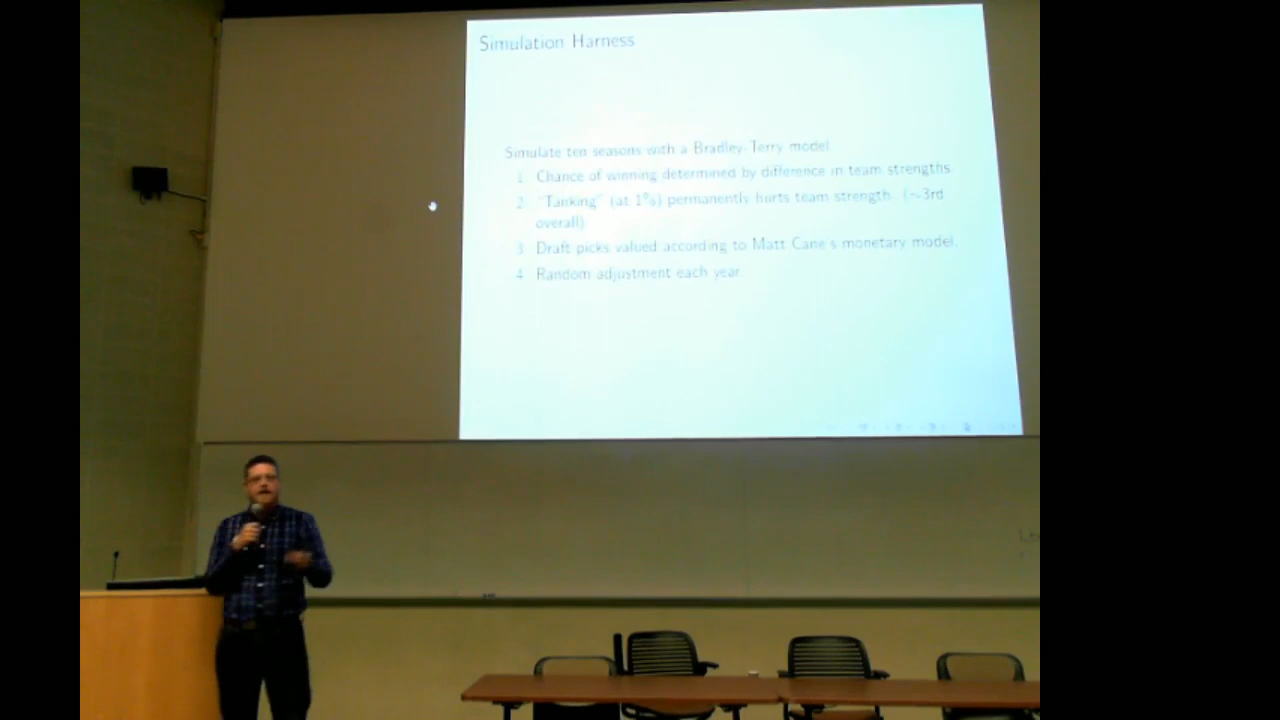 Simulation Harness
Simulate ten seasons with a Bradley-Terry model
1. Chance of winning determined by difference in team strengths.
2. "Tanking" (at 1%) permanently hurts team strength. (~3rd
overall)
3. Draft picks valued according to Matt Cane's monetary model.
4. Random adjustment each year.